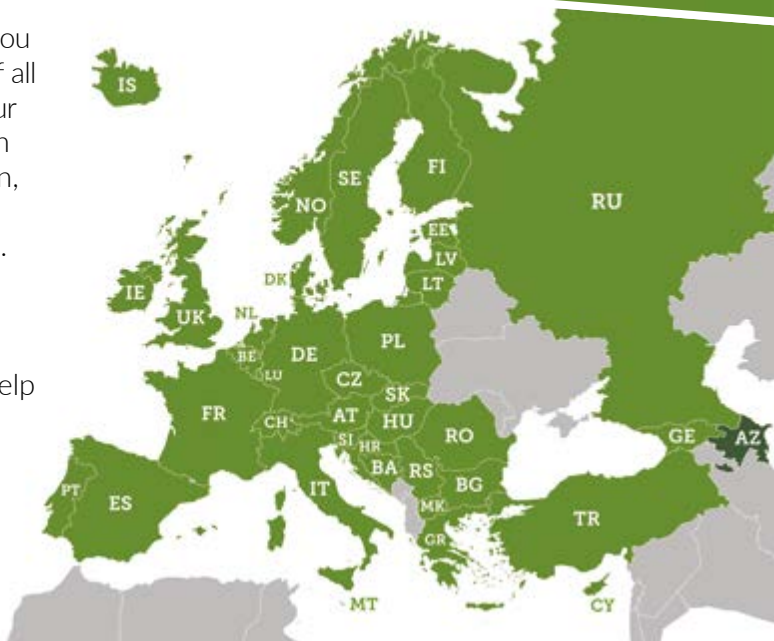 ou
f all
ur
n
n,
.
elp
IS
FI
SE
RU
NO
EE
LV
DK
LT
IE
NL
UK
PL
BE
DE
LU
CZ
SK
FR
AT
CH
HU
RO
GE
AZ
SI
HR
BA
RS
PT
IT
BG
ES
MK
TR
GR
MT
CY